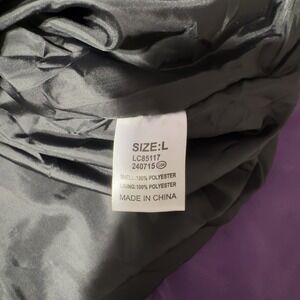 SIZE:L
LC85117
240715
SHELL:100% POLYESTER
LINING:100% POLYESTER
MADE IN CHINA